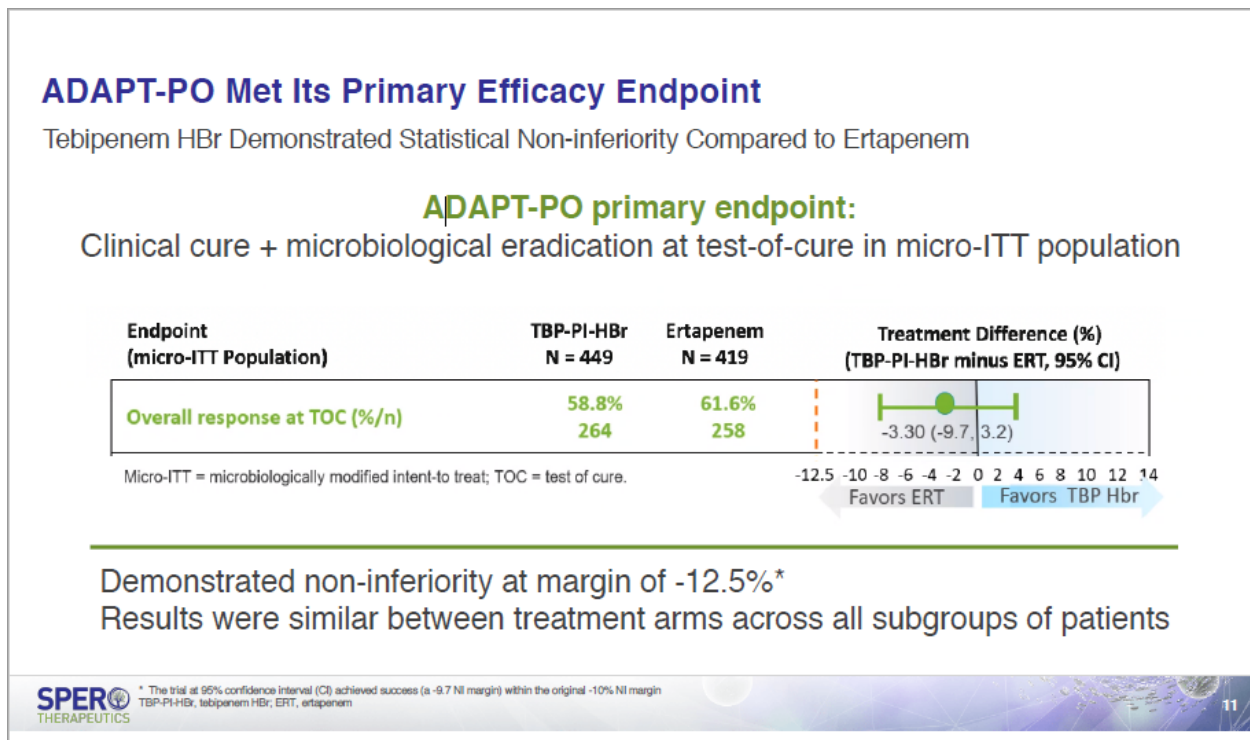 ADAPT-PO Met Its Primary Efficacy Endpoint
Tebipenem HBr Demonstrated Statistical Non-inferiority Compared to Ertapenem
ADAPT-PO primary endpoint:
Clinical cure + microbiological eradication at test-of-cure in micro-ITT population
Endpoint TBP-PI-HBr Ertapenem Treatment Difference (%)
(micro-ITT Population) N = 449 N = 419 (TBP-PI-HBr minus ERT, 95% CI)
Overall response at TOC (%/n) 58.8% 61.6%
264 258 -3.30 (-9.7, 3.2)
Micro-ITT = microbiologically modified intent-to treat; TOC = test of cure.
-12.5 -10 -8 -6 -4 -2 0 2 4 6 8 10 12 14
Favors ERT Favors TBP Hbr
Demonstrated non-inferiority at margin of -12.5%*
Results were similar between treatment arms across all subgroups of patients
SPERO
THERAPEUTICS
* The trial at 95% confidence interval (CI) achieved success (a -9.7 NI margin) within the original -10% NI margin
TBP-PI-HBr, tebipenem HBr; ERT, ertapenem
11